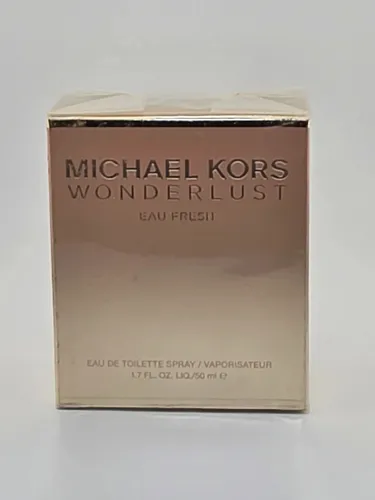 MICHAEL KORS
WONDERLUST
EAU FRESH
EAU DE TOILETTE SPRAY / VAPORISATEUR
1.7 FL. OZ. LIQ./50 ml ℮